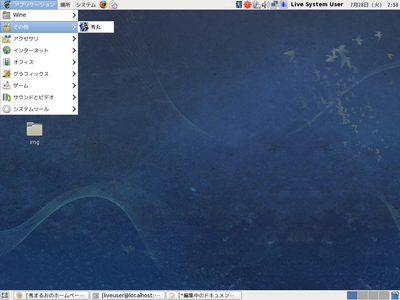 アプリケーション 場所 システム Live System User 7月28日 (火) 2:58
Wine
その他
秀丸
アクセサリ
インターネット
オフィス
グラフィックス
ゲーム
サウンドとビデオ
システムツール
img
[秀まるおのホームペー... [liveuser@localhost:... [*編集中のドキュメン...